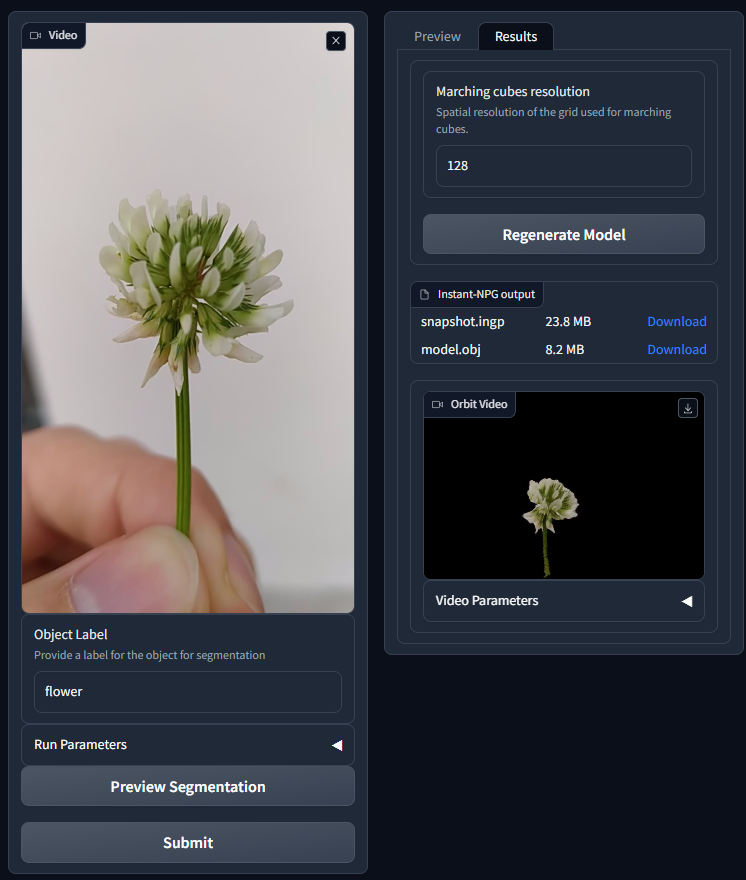 Video
Object Label
Provide a label for the object for segmentation
flower
Run Parameters
Preview Segmentation
Submit
Preview
Results
Marching cubes resolution
Spatial resolution of the grid used for marching
cubes.
128
Regenerate Model
Instant-NPG output
snapshot.ingp 23.8 MB Download
model.obj 8.2 MB Download
Orbit Video
Video Parameters